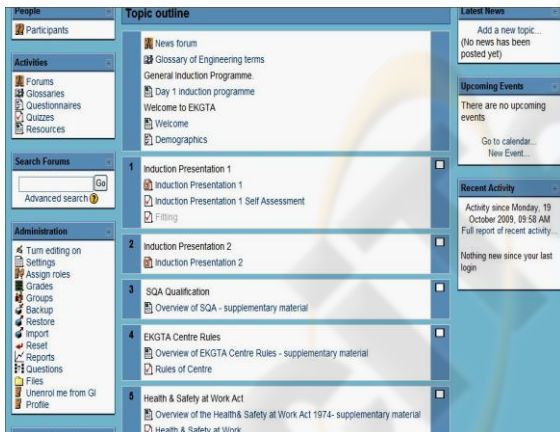 People
Participants
Activities
Forums
Glossaries
Questionnaires
Quizzes
Resources
Search Forums
Go
Advanced search
Administration
Turn editing on
Settings
Assign roles
Grades
Groups
Backup
Restore
Import
Reset
Reports
Questions
Files
Unenrol me from GI
Profile
Topic outline
News forum
Glossary of Engineering terms
General Induction Programme.
Day 1 induction programme
Welcome to EKGTA
Welcome
Demographics
1 Induction Presentation 1
Induction Presentation 1
Induction Presentation 1 Self Assessment
Fitting
2 Induction Presentation 2
Induction Presentation 2
3 SQA Qualification
Overview of SQA - supplementary material
4 EKGTA Centre Rules
Overview of EKGTA Centre Rules - supplementary material
Rules of Centre
5 Health & Safety at Work Act
Overview of the Health& Safety at Work Act 1974- supplementary material
Health & Safety at Work
Latest News
Add a new topic...
(No news has been
posted yet)
Upcoming Events
There are no upcoming
events
Go to calendar...
New Event...
Recent Activity
Activity since Monday, 19
October 2009, 09:58 AM
Full report of recent activity...
Nothing new since your last
login